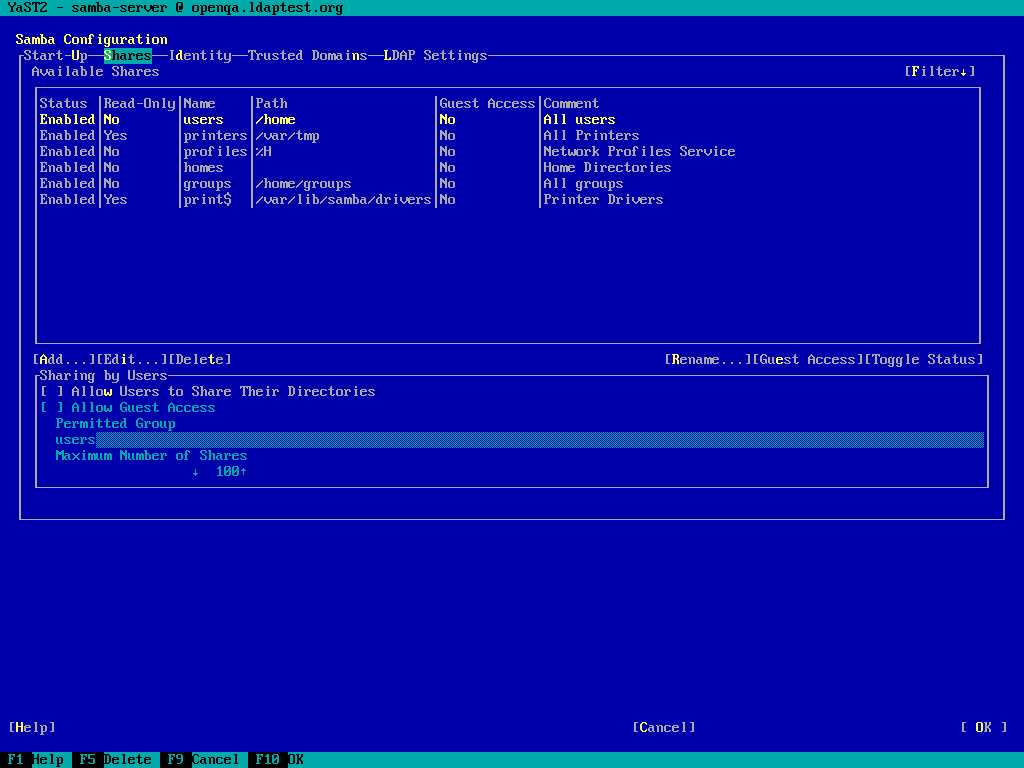 YaST2 - samba-server @ openqa.ldaptest.org
Samba Configuration
Start-Up Shares Identity Trusted Domains LDAP Settings
Available Shares [Filter↓]
Status Read-Only Name Path Guest Access Comment
Enabled No users /home No All users
Enabled Yes printers /var/tmp No All Printers
Enabled No profiles %H No Network Profiles Service
Enabled No homes No Home Directories
Enabled No groups /home/groups No All groups
Enabled Yes print$ /var/lib/samba/drivers No Printer Drivers
[Add...][Edit...][Delete] [Rename...][Guest Access][Toggle Status]
Sharing by Users
[ ] Allow Users to Share Their Directories
[ ] Allow Guest Access
Permitted Group
users
Maximum Number of Shares
↓ 100↑
[Help] [Cancel] [ OK ]
F1 Help F5 Delete F9 Cancel F10 OK